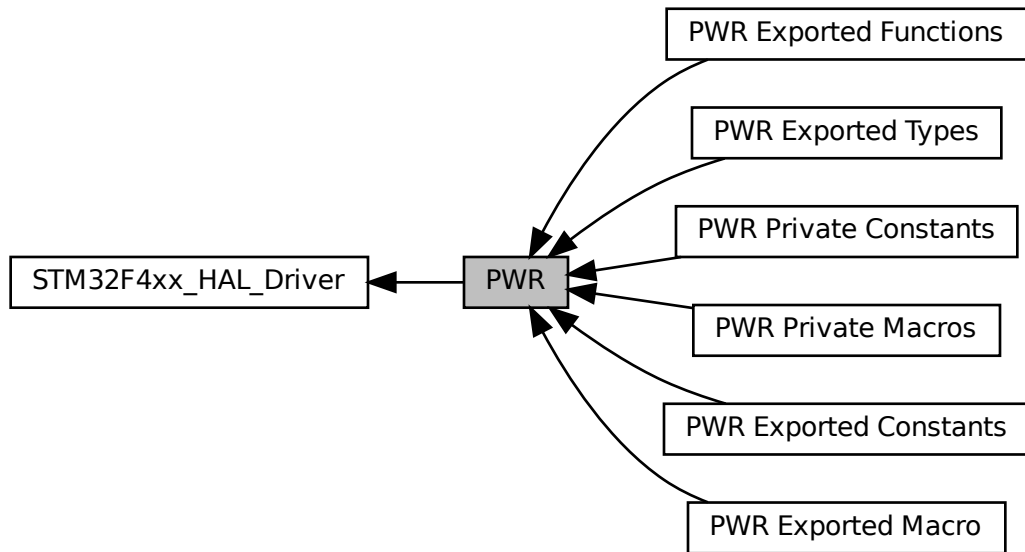 PWR Exported Functions
PWR Exported Types
PWR Private Constants
STM32F4xx_HAL_Driver
PWR
PWR Private Macros
PWR Exported Constants
PWR Exported Macro